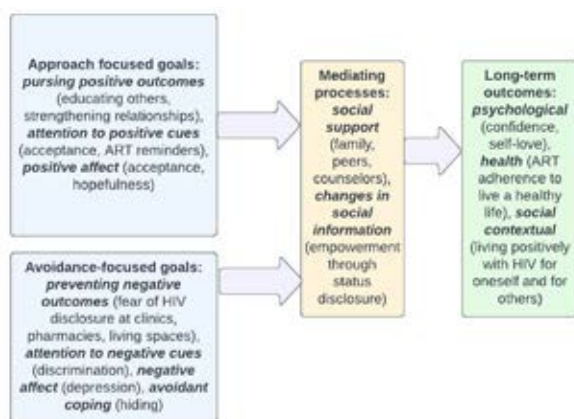 Approach focused goals:
pursing positive outcomes
(educating others,
strengthening relationships),
attention to positive cues
(acceptance, ART reminders),
positive affect (acceptance,
hopefulness)
Avoidance-focused goals:
preventing negative
outcomes (fear of HIV
disclosure at clinics,
pharmacies, living spaces),
attention to negative cues
(discrimination), negative
affect (depression), avoidant
coping (hiding)
Mediating
processes:
social
support
(family,
peers,
counselors),
changes in
social
information
(empowerment
through
status
disclosure)
Long-term
outcomes:
psychological
(confidence,
self-love),
health (ART
adherence to
live a healthy
life), social
contextual
(living positively
with HIV for
oneself and for
others)